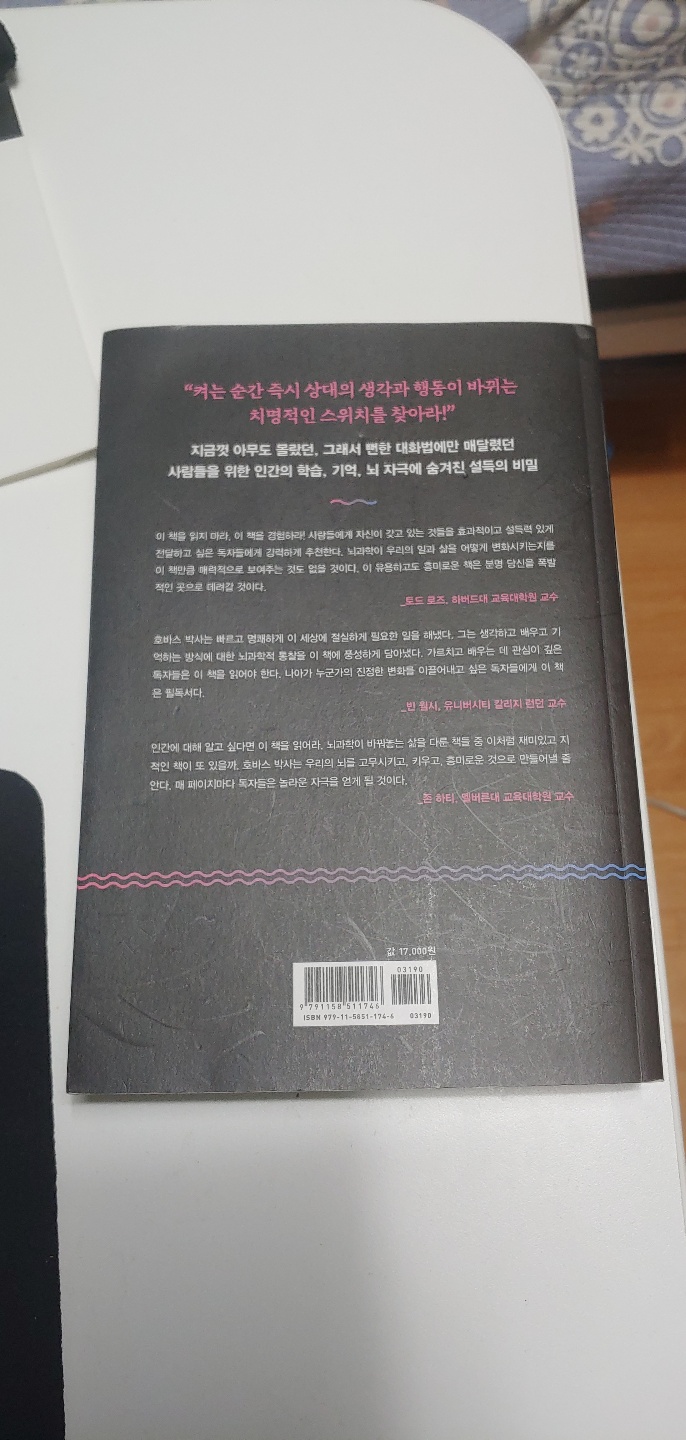 “켜는 순간 즉시 상대의 생각과 행동이 바뀌는
치명적인 스위치를 찾아라!”
지금껏 아무도 몰랐던, 그래서 뻔한 대화법에만 매달렸던
사람들을 위한 인간의 학습, 기억, 뇌 자극에 숨겨진 설득의 비밀
이 책을 읽지 마라, 이 책을 경험하라! 사람들에게 자신이 갖고 있는 것들을 효과적이고 설득력 있게
전달하고 싶은 독자들에게 강력하게 추천한다. 뇌과학이 우리의 일과 삶을 어떻게 변화시키는지를
이 책만큼 매력적으로 보여주는 것도 없을 것이다. 이 유용하고도 흥미로운 책은 분명 당신을 폭발
적인 곳으로 데려갈 것이다.
_토드 로즈, 하버드대 교육대학원 교수
호바스 박사는 빠르고 명쾌하게 이 세상에 절실하게 필요한 일을 해냈다. 그는 생각하고 배우고 기
억하는 방식에 대한 뇌과학적 통찰을 이 책에 풍성하게 담아냈다. 가르치고 배우는 데 관심이 깊은
독자들은 이 책을 읽어야 한다. 나아가 누군가의 진정한 변화를 이끌어내고 싶은 독자들에게 이 책
은 필독서다.
_빈 월시, 유니버시티 칼리지 런던 교수
인간에 대해 알고 싶다면 이 책을 읽어라. 뇌과학이 바꿔놓는 삶을 다룬 책들 중 이처럼 재미있고 지
적인 책이 또 있을까. 호바스 박사는 우리의 뇌를 고무시키고, 키우고, 흥미로운 것으로 만들어낼 줄
안다. 매 페이지마다 독자들은 놀라운 자극을 얻게 될 것이다.
_존 하티, 멜버른대 교육대학원 교수
값 17,000원
03190
9 791158 511746
ISBN 979-11-5851-174-6 03190